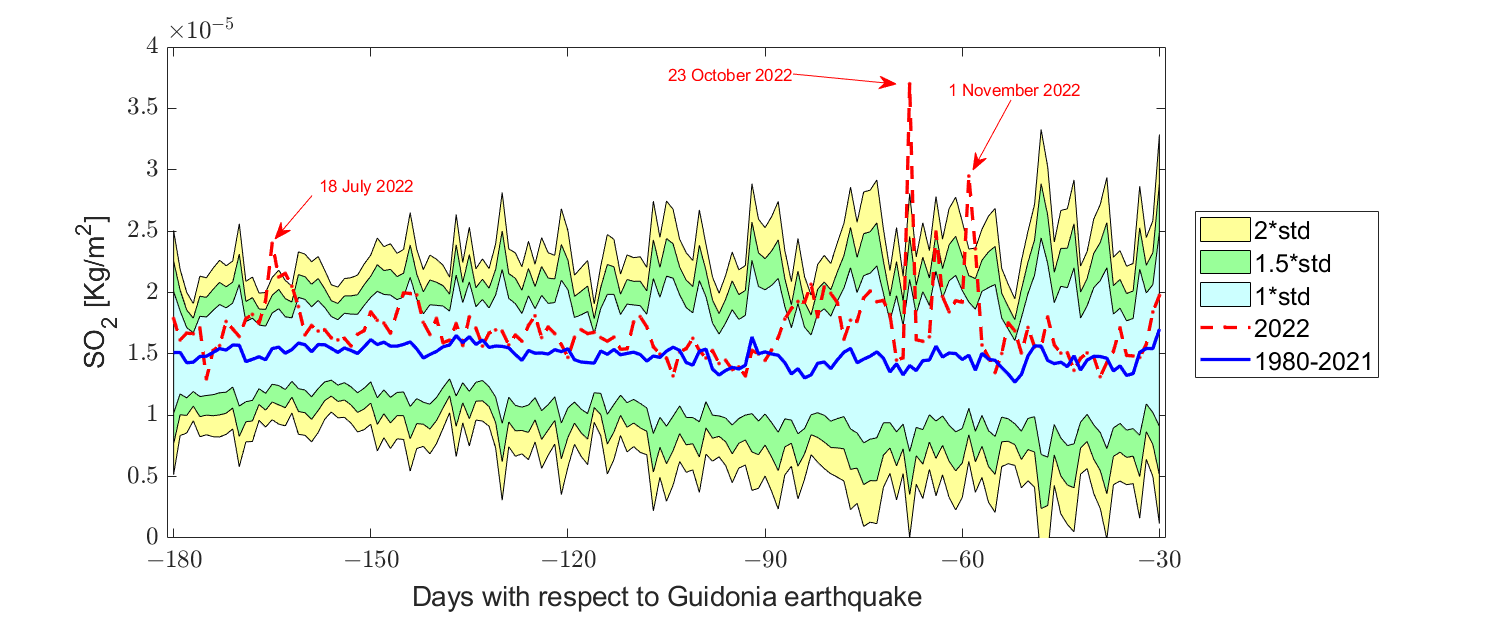 ×10⁻⁵
4
3.5
3
2.5
2
1.5
1
0.5
0
SO₂ [Kg/m²]
18 July 2022
23 October 2022
1 November 2022
−180
−150
−120
−90
−60
−30
Days with respect to Guidonia earthquake
2*std
1.5*std
1*std
2022
1980-2021